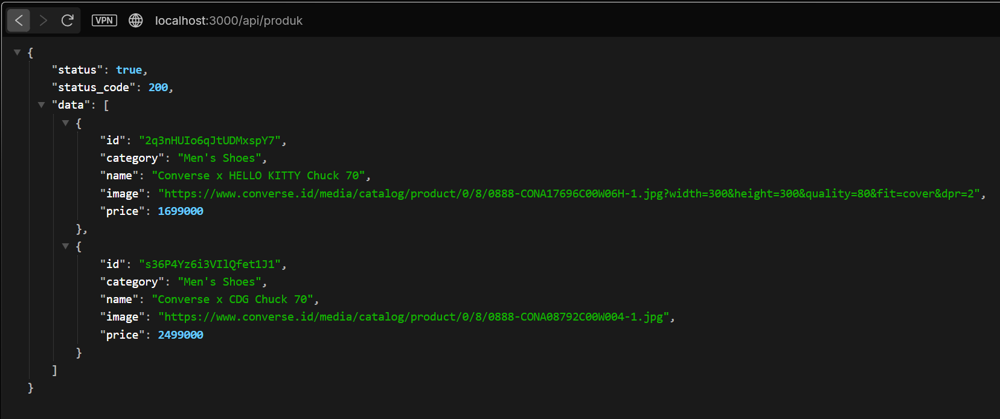 VPN localhost:3000/api/produk
{
"status": true,
"status_code": 200,
"data": [
{
"id": "2q3nHUIo6qJtUDMxspY7",
"category": "Men's Shoes",
"name": "Converse x HELLO KITTY Chuck 70",
"image": "https://www.converse.id/media/catalog/product/0/8/0888-CONA17696C00W06H-1.jpg?width=300&height=300&quality=80&fit=cover&dpr=2",
"price": 1699000
},
{
"id": "s36P4Yz6i3VIlQfet1J1",
"category": "Men's Shoes",
"name": "Converse x CDG Chuck 70",
"image": "https://www.converse.id/media/catalog/product/0/8/0888-CONA08792C00W004-1.jpg",
"price": 2499000
}
]
}